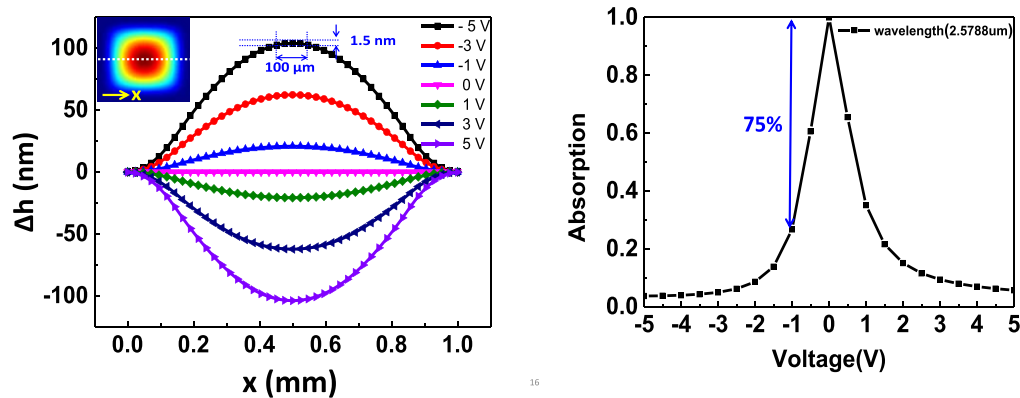 100
50
0
-50
-100
Δh (nm)
0.0 0.2 0.4 0.6 0.8 1.0
x (mm)
x
1.5 nm
100 μm
- 5 V
-3 V
-1 V
0 V
1 V
3 V
5 V
16
1.0
0.8
0.6
0.4
0.2
0.0
Absorption
wavelength(2.5788um)
75%
-5 -4 -3 -2 -1 0 1 2 3 4 5
Voltage(V)